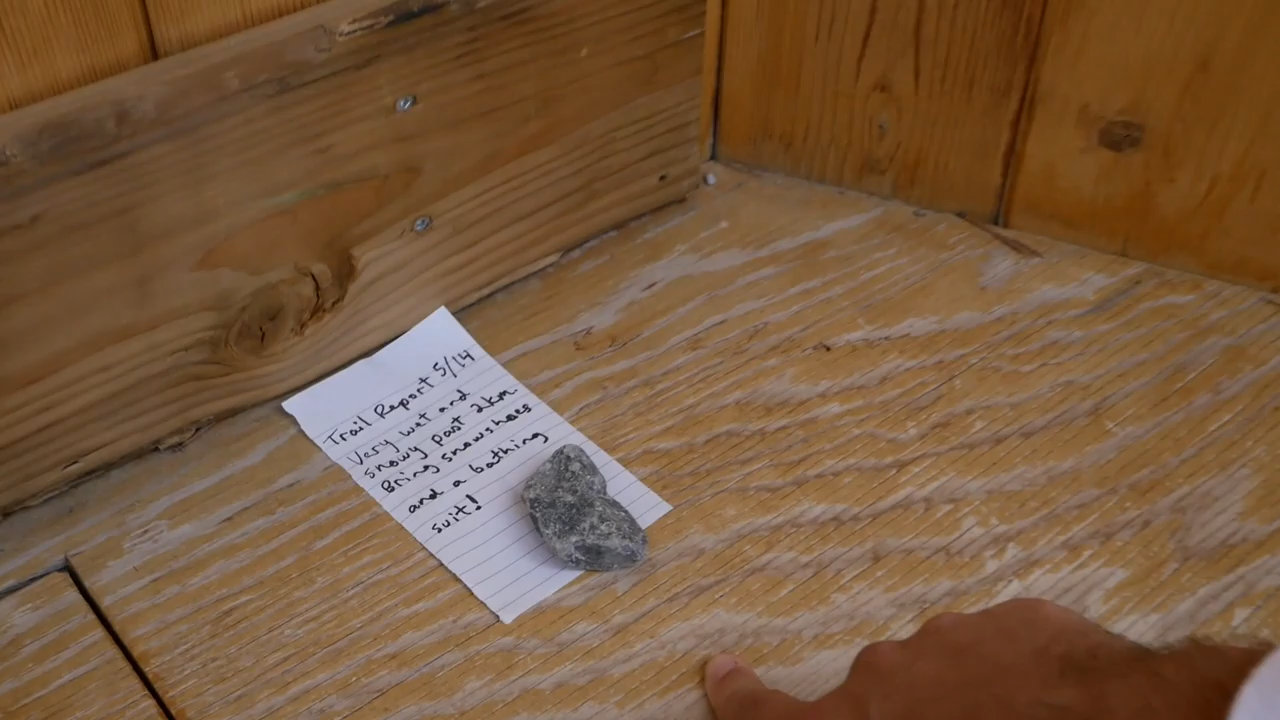 Trail Report 5/14
Very wet and
snowy past 2km.
Bring snowshoes
and a bathing
suit!